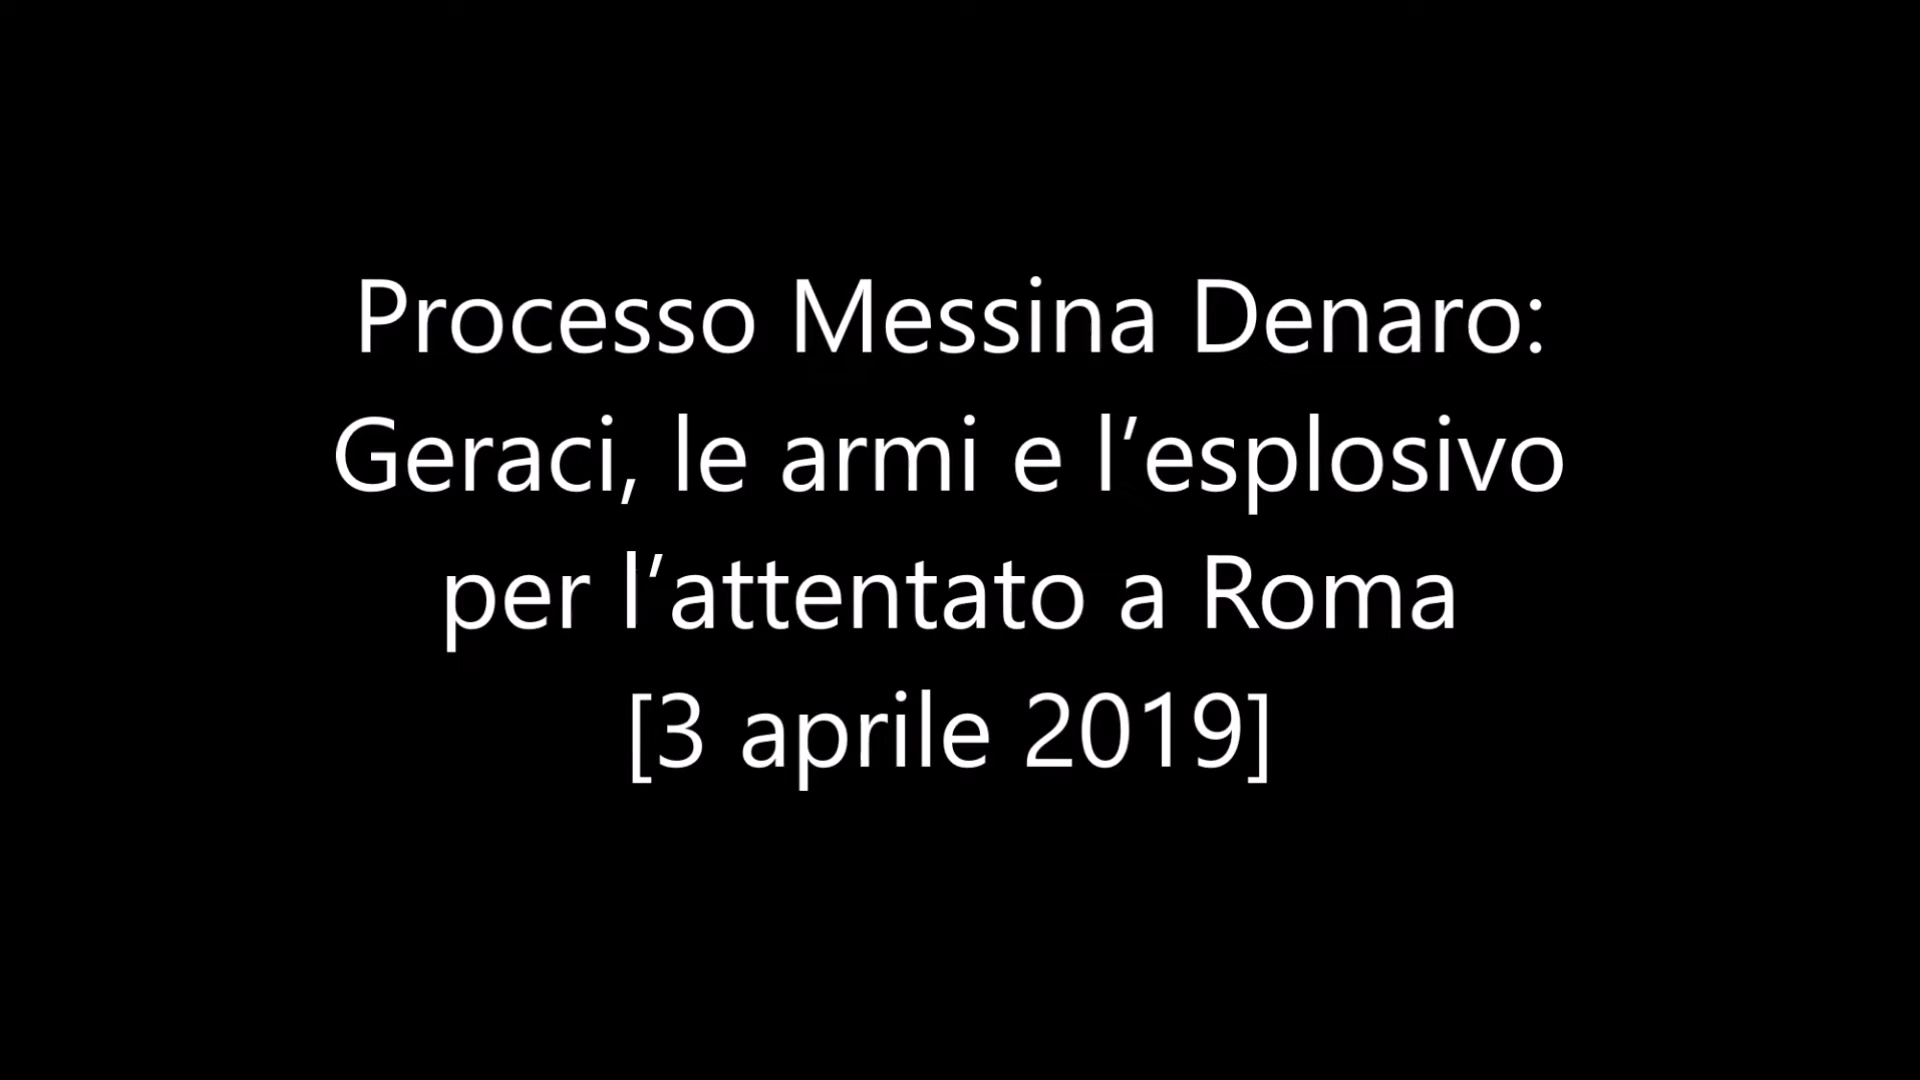 Processo Messina Denaro:
Geraci, le armi e l’esplosivo
per l’attentato a Roma
[3 aprile 2019]